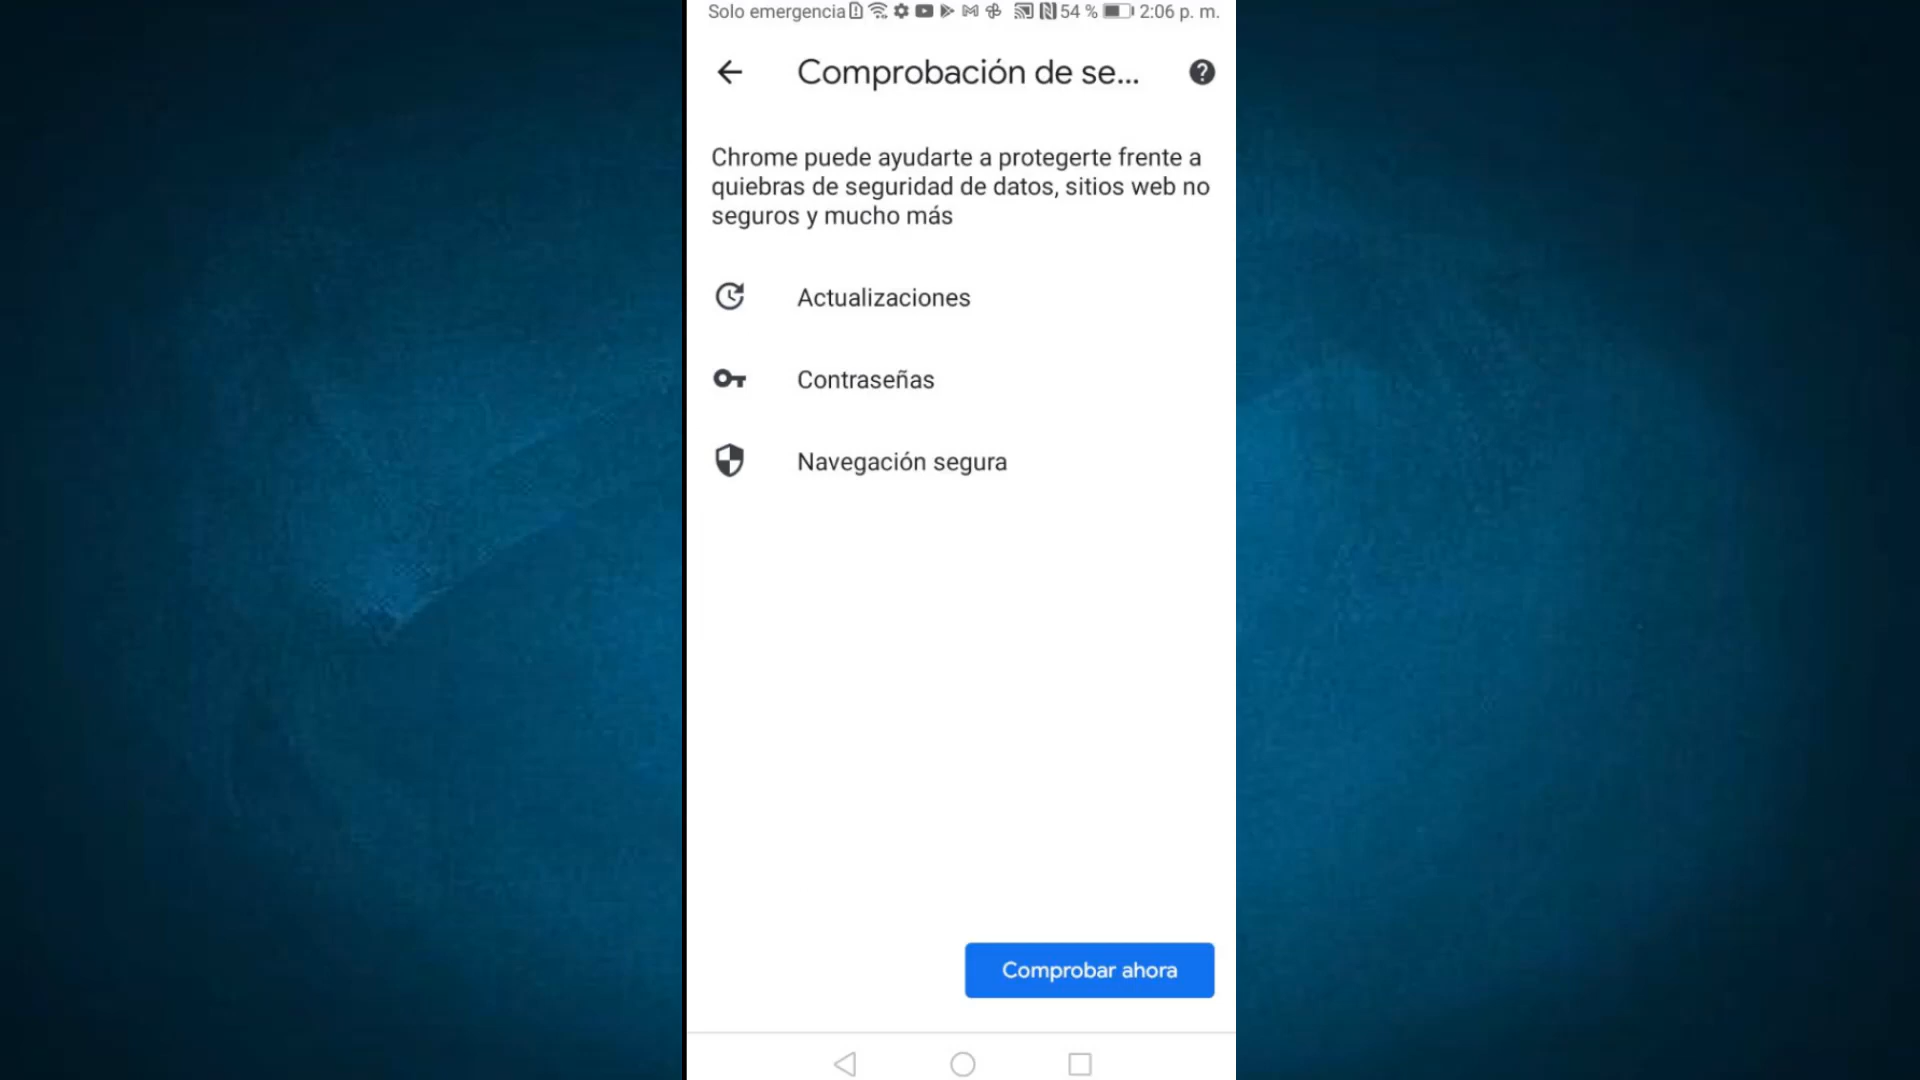 Solo emergencia 54 % 2:06 p. m.
Comprobación de se...
Chrome puede ayudarte a protegerte frente a
quiebras de seguridad de datos, sitios web no
seguros y mucho más
Actualizaciones
Contraseñas
Navegación segura
Comprobar ahora